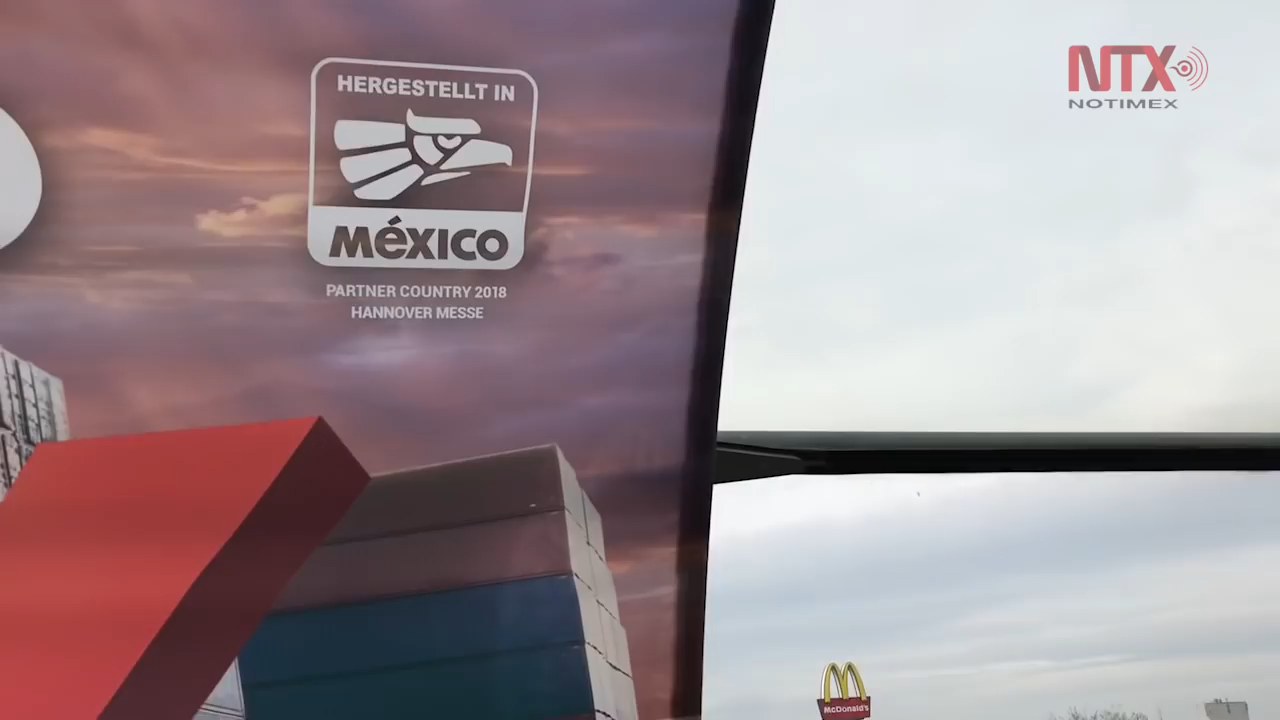 HERGESTELLT IN
MéXICO
PARTNER COUNTRY 2018
HANNOVER MESSE
NTX
NOTIMEX
McDonald's